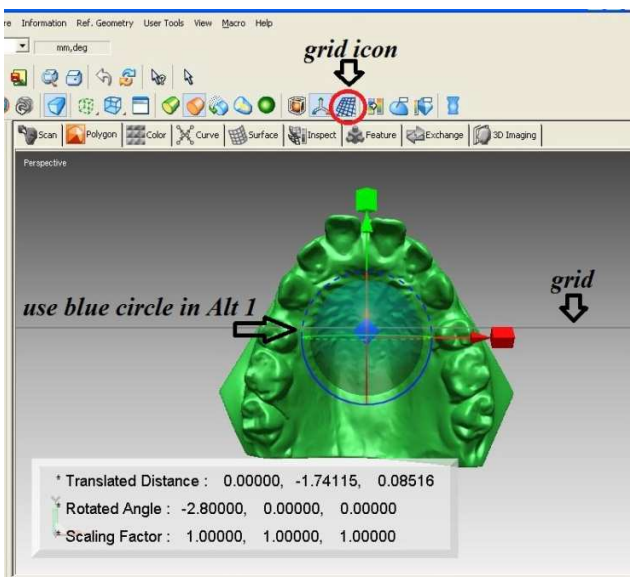 re Information Ref. Geometry User Tools View Macro Help
mm,deg
grid icon
Scan Polygon Color Curve Surface Inspect Feature Exchange 3D Imaging
Perspective
grid
use blue circle in Alt 1
* Translated Distance : 0.00000, -1.74115, 0.08516
* Rotated Angle : -2.80000, 0.00000, 0.00000
* Scaling Factor : 1.00000, 1.00000, 1.00000
Y